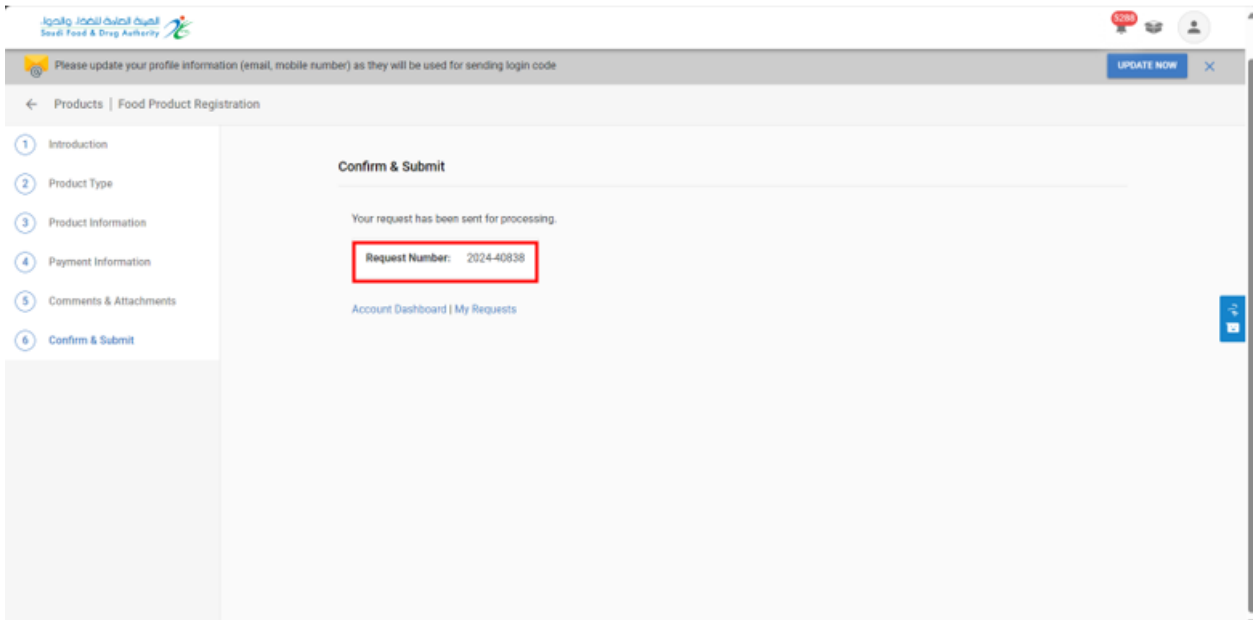 الهيئة العامة للغذاء والدواء
Saudi Food & Drug Authority
5288
Please update your profile information (email, mobile number) as they will be used for sending login code
UPDATE NOW
Products | Food Product Registration
1 Introduction
2 Product Type
3 Product Information
4 Payment Information
5 Comments & Attachments
6 Confirm & Submit
Confirm & Submit
Your request has been sent for processing.
Request Number: 2024-40838
Account Dashboard | My Requests